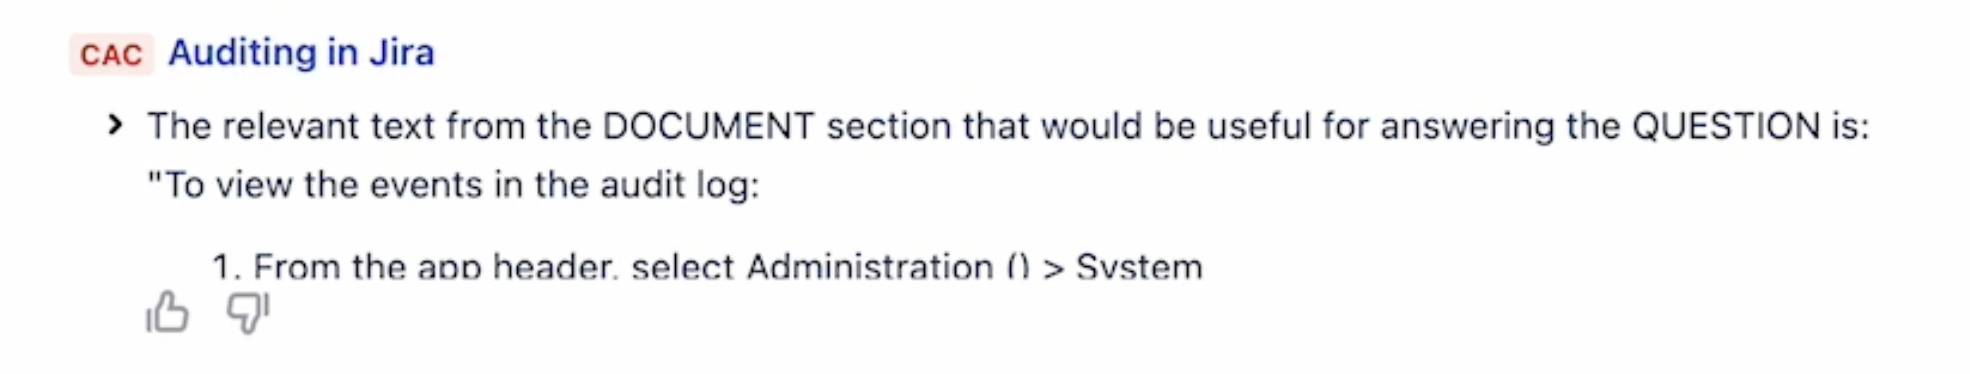 CAC Auditing in Jira
The relevant text from the DOCUMENT section that would be useful for answering the QUESTION is:
"To view the events in the audit log:
1. From the app header, select Administration () > System